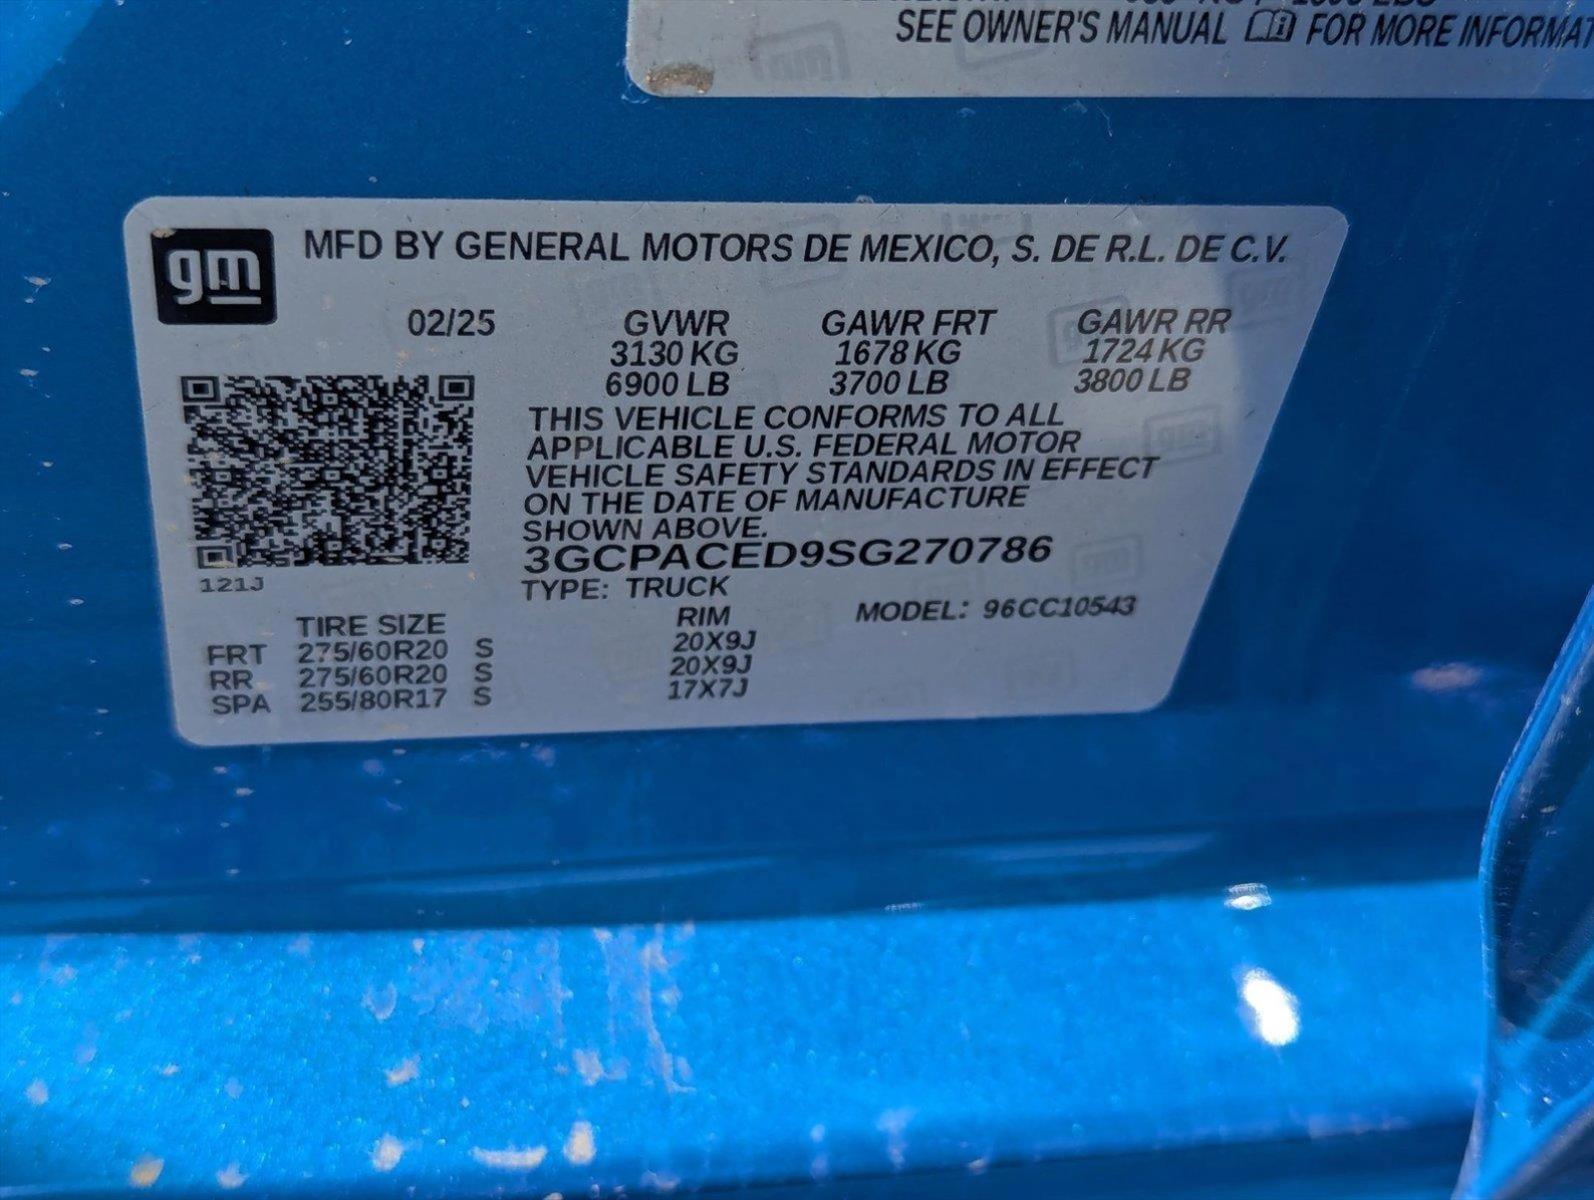 SEE OWNER'S MANUAL FOR MORE
gm
MFD BY GENERAL MOTORS DE MEXICO, S. DE R.L. DE C.V.
02/25 GVWR GAWR FRT GAWR RR
3130 KG 1678 KG 1724 KG
6900 LB 3700 LB 3800 LB
THIS VEHICLE CONFORMS TO ALL
APPLICABLE U.S. FEDERAL MOTOR
VEHICLE SAFETY STANDARDS IN EFFECT
ON THE DATE OF MANUFACTURE
SHOWN ABOVE.
3GCPACED9SG270786
121J
TYPE: TRUCK
MODEL: 96CC10543
TIRE SIZE RIM
FRT 275/60R20 S 20X9J
RR 275/60R20 S 20X9J
SPA 255/80R17 S 17X7J